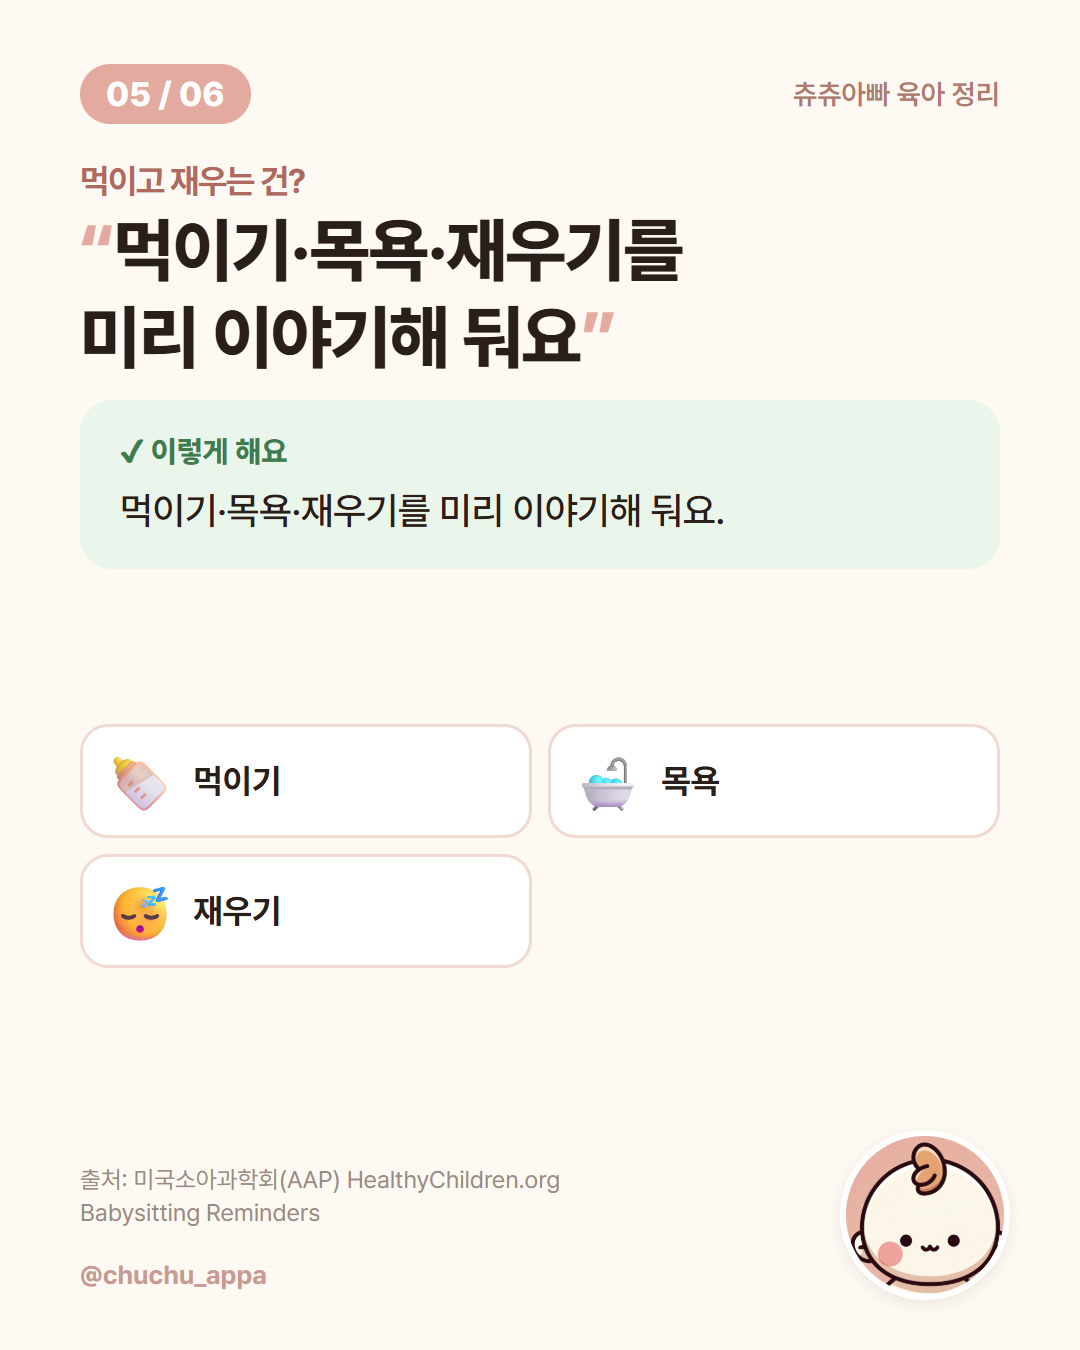 05 / 06
츄츄아빠 육아 정리
먹이고 재우는 건?
“먹이기·목욕·재우기를
미리 이야기해 둬요”
✓ 이렇게 해요
먹이기·목욕·재우기를 미리 이야기해 둬요.
먹이기
목욕
재우기
출처: 미국소아과학회(AAP) HealthyChildren.org
Babysitting Reminders
@chuchu_appa